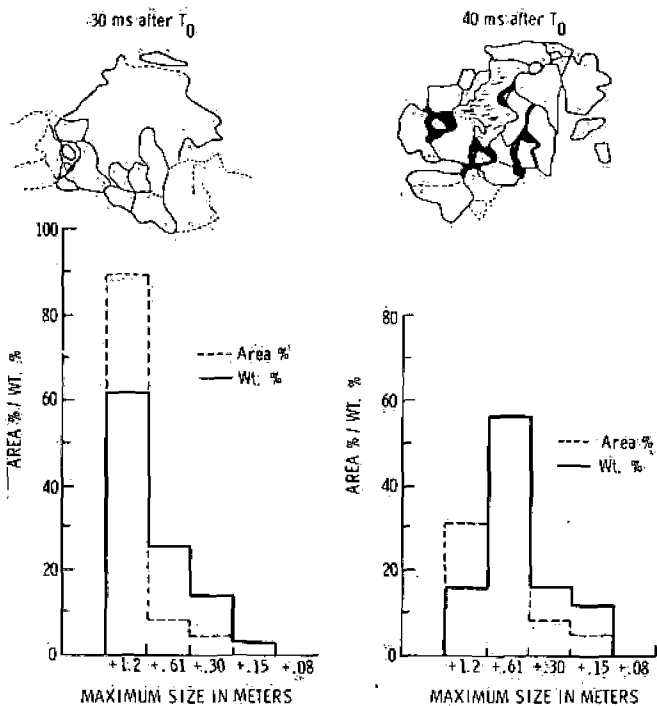 30 ms after T0
40 ms after T0
100
80
60
40
20
0
AREA % / WT. %
Area %
Wt. %
+1.2 +.61 +.30 +.15 +.08
MAXIMUM SIZE IN METERS
80
60
40
20
0
AREA % / WT. %
Area %
Wt. %
+1.2 +.61 +.30 +.15 +.08
MAXIMUM SIZE IN METERS